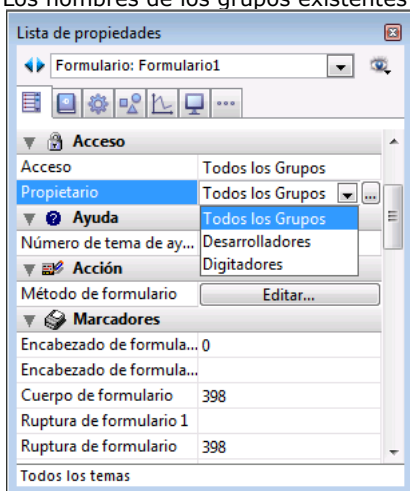 Los nombres de los grupos existentes
Lista de propiedades
Formulario: Formulario1
Acceso
Acceso Todos los Grupos
Propietario Todos los Grupos ...
Todos los Grupos
Ayuda
Desarrolladores
Número de tema de ay...
Digitadores
Acción
Método de formulario Editar...
Marcadores
Encabezado de formula... 0
Encabezado de formula...
Cuerpo de formulario 398
Ruptura de formulario 1
Ruptura de formulario 398
Todos los temas